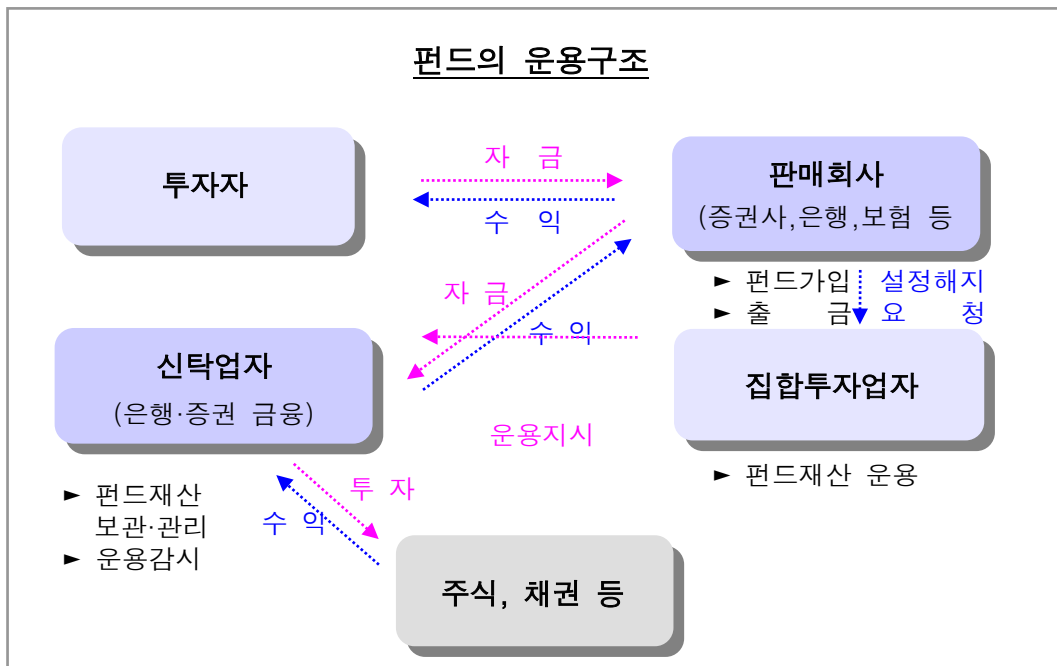 펀드의 운용구조
투자자
자 금
수 익
판매회사
(증권사,은행,보험 등
► 펀드가입
► 출 금
설정해지
요 청
자 금
수 익
신탁업자
(은행·증권 금융)
집합투자업자
운용지시
► 펀드재산 운용
► 펀드재산
보관·관리
► 운용감시
투 자
수 익
주식, 채권 등